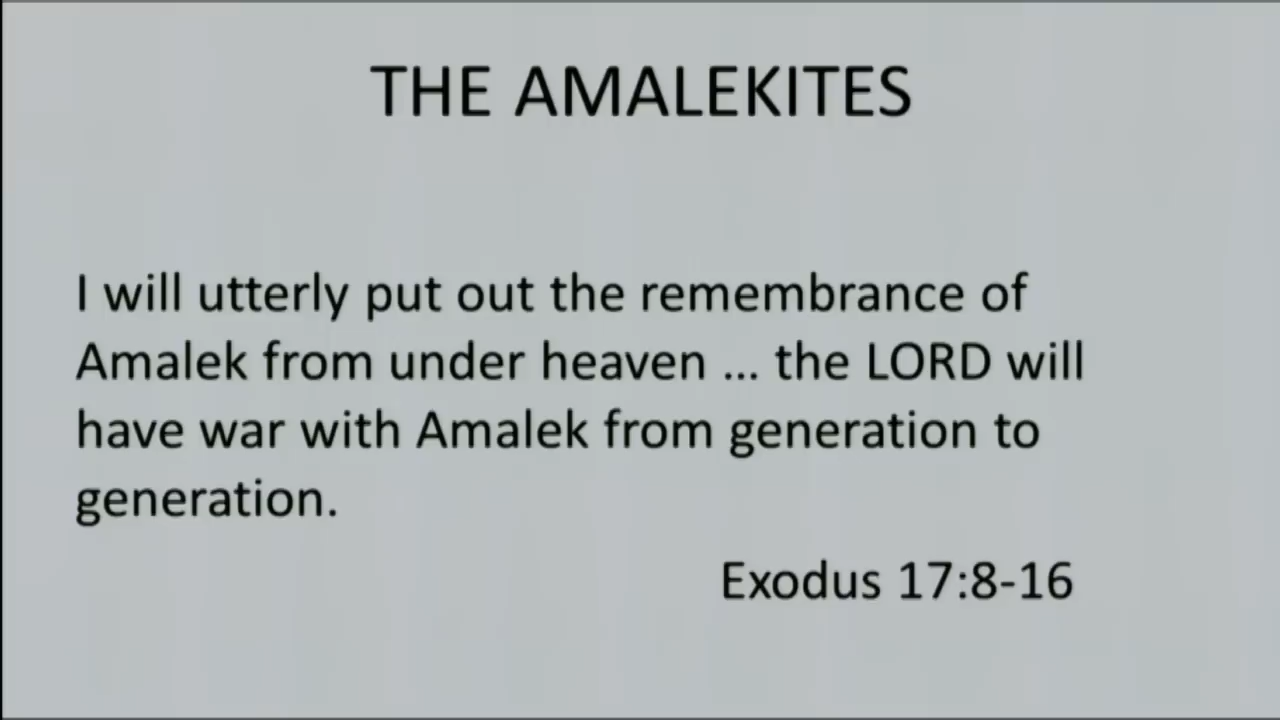 THE AMALEKITES
I will utterly put out the remembrance of
Amalek from under heaven ... the LORD will
have war with Amalek from generation to
generation.
Exodus 17:8-16